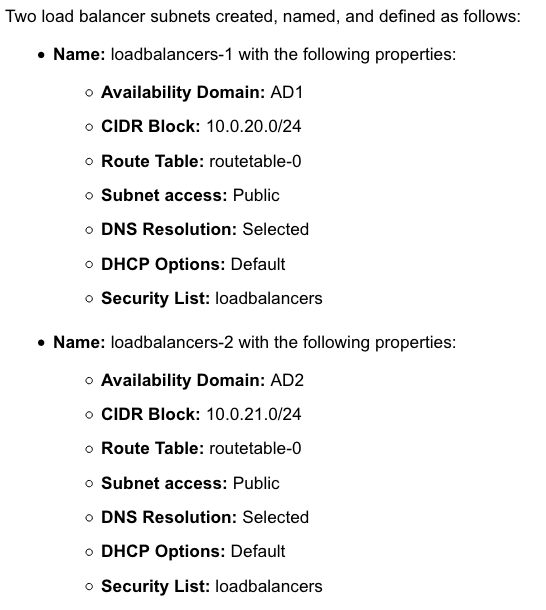 Two load balancer subnets created, named, and defined as follows:
• Name: loadbalancers-1 with the following properties:
○ Availability Domain: AD1
○ CIDR Block: 10.0.20.0/24
○ Route Table: routetable-0
○ Subnet access: Public
○ DNS Resolution: Selected
○ DHCP Options: Default
○ Security List: loadbalancers
• Name: loadbalancers-2 with the following properties:
○ Availability Domain: AD2
○ CIDR Block: 10.0.21.0/24
○ Route Table: routetable-0
○ Subnet access: Public
○ DNS Resolution: Selected
○ DHCP Options: Default
○ Security List: loadbalancers